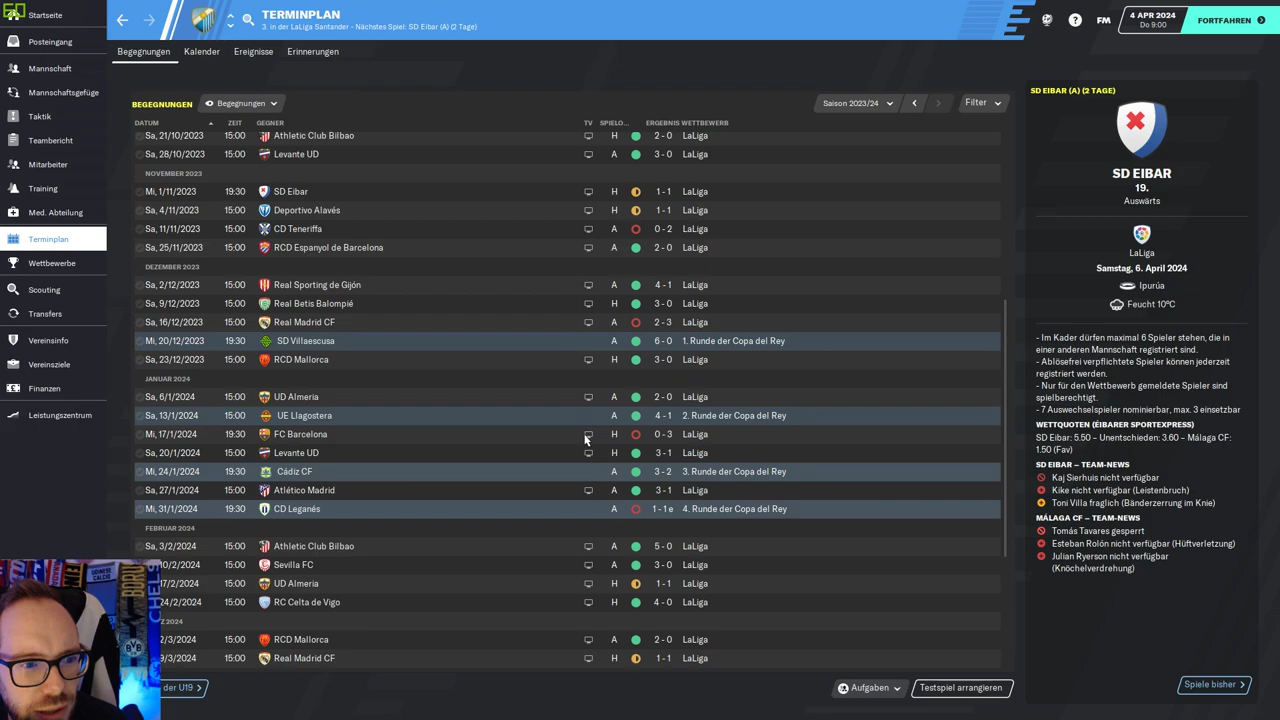 Startseite
TERMINPLAN
3. in der LaLiga Santander - Nächstes Spiel: SD Eibar (A) (2 Tage)
FM
4 APR 2024
Do 9:00
FORTFAHREN
Posteingang
Mannschaft
Mannschaftsgefüge
Taktik
Teambericht
Mitarbeiter
Training
Med. Abteilung
Terminplan
Wettbewerbe
Scouting
Transfers
Vereinsinfo
Vereinsziele
Finanzen
Leistungszentrum
Begegnungen Kalender Ereignisse Erinnerungen
BEGEGNUNGEN Begegnungen Saison 2023/24 Filter
DATUM ZEIT GEGNER TV SPIELO... ERGEBNIS WETTBEWERB
Sa, 21/10/2023 15:00 Athletic Club Bilbao H 2 - 0 LaLiga
Sa, 28/10/2023 15:00 Levante UD A 3 - 0 LaLiga
NOVEMBER 2023
Mi, 1/11/2023 19:30 SD Eibar H 1 - 1 LaLiga
Sa, 4/11/2023 15:00 Deportivo Alavés H 1 - 1 LaLiga
Sa, 11/11/2023 15:00 CD Teneriffa A 0 - 2 LaLiga
Sa, 25/11/2023 15:00 RCD Espanyol de Barcelona A 2 - 0 LaLiga
DEZEMBER 2023
Sa, 2/12/2023 15:00 Real Sporting de Gijón A 4 - 1 LaLiga
Sa, 9/12/2023 15:00 Real Betis Balompié H 3 - 0 LaLiga
Sa, 16/12/2023 15:00 Real Madrid CF A 2 - 3 LaLiga
Mi, 20/12/2023 19:30 SD Villaescusa A 6 - 0 1. Runde der Copa del Rey
Sa, 23/12/2023 15:00 RCD Mallorca H 3 - 0 LaLiga
JANUAR 2024
Sa, 6/1/2024 15:00 UD Almeria A 2 - 0 LaLiga
Sa, 13/1/2024 15:00 UE Llagostera A 4 - 1 2. Runde der Copa del Rey
Mi, 17/1/2024 19:30 FC Barcelona H 0 - 3 LaLiga
Sa, 20/1/2024 15:00 Levante UD H 3 - 1 LaLiga
Mi, 24/1/2024 19:30 Cádiz CF A 3 - 2 3. Runde der Copa del Rey
Sa, 27/1/2024 15:00 Atlético Madrid A 3 - 1 LaLiga
Mi, 31/1/2024 19:30 CD Leganés A 1 - 1 e 4. Runde der Copa del Rey
FEBRUAR 2024
Sa, 3/2/2024 15:00 Athletic Club Bilbao A 5 - 0 LaLiga
10/2/2024 15:00 Sevilla FC H 3 - 0 LaLiga
17/2/2024 15:00 UD Almeria H 1 - 1 LaLiga
24/2/2024 15:00 RC Celta de Vigo H 4 - 0 LaLiga
2024
2/3/2024 15:00 RCD Mallorca A 2 - 0 LaLiga
9/3/2024 15:00 Real Madrid CF H 1 - 1 LaLiga
der U19
Aufgaben
Testspiel arrangieren
SD EIBAR (A) (2 TAGE)
SD EIBAR
19.
Auswärts
LaLiga
Samstag, 6. April 2024
Ipurúa
Feucht 10°C
- Im Kader dürfen maximal 6 Spieler stehen, die in
einer anderen Mannschaft registriert sind.
- Ablösefrei verpflichtete Spieler können jederzeit
registriert werden.
- Nur für den Wettbewerb gemeldete Spieler sind
spielberechtigt.
- 7 Auswechselspieler nominierbar, max. 3 einsetzbar
WETTQUOTEN (ÉIBARER SPORTEXPRESS)
SD Eibar: 5.50 – Unentschieden: 3.60 – Málaga CF:
1.50 (Fav)
SD EIBAR – TEAM-NEWS
Kaj Sierhuis nicht verfügbar
Kike nicht verfügbar (Leistenbruch)
Toni Villa fraglich (Bänderzerrung im Knie)
MÁLAGA CF – TEAM-NEWS
Tomás Tavares gesperrt
Esteban Rolón nicht verfügbar (Hüftverletzung)
Julian Ryerson nicht verfügbar
(Knöchelverdrehung)
Spiele bisher